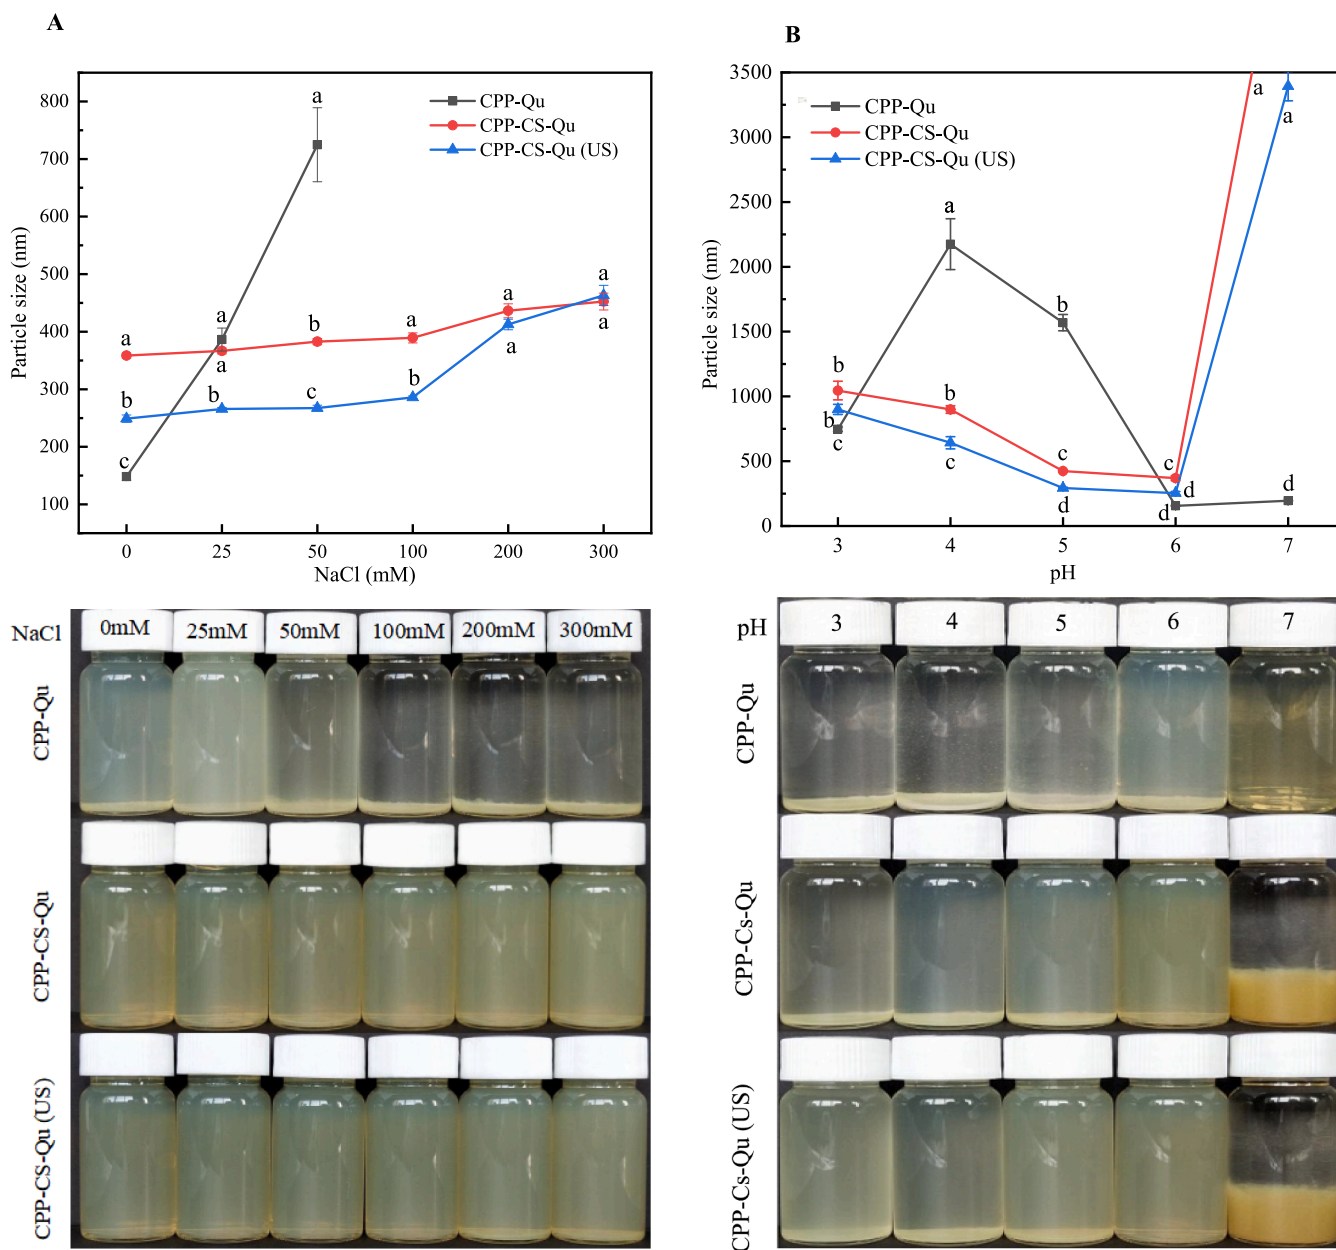 A
800
700
600
500
400
300
200
100
Particle size (nm)
0
25
50
100
200
300
NaCl (mM)
CPP-Qu
CPP-CS-Qu
CPP-CS-Qu (US)
a
a
a
b
a
a
a
a
b
b
c
b
a
a
c
B
3500
3000
2500
2000
1500
1000
500
0
Particle size (nm)
3
4
5
6
7
pH
CPP-Qu
CPP-CS-Qu
CPP-CS-Qu (US)
a
a
a
b
b
b
b
c
c
c
c
d
d
d
d
NaCl
0mM
25mM
50mM
100mM
200mM
300mM
CPP-Qu
CPP-CS-Qu
CPP-CS-Qu (US)
pH
3
4
5
6
7
CPP-Qu
CPP-Cs-Qu
CPP-Cs-Qu (US)